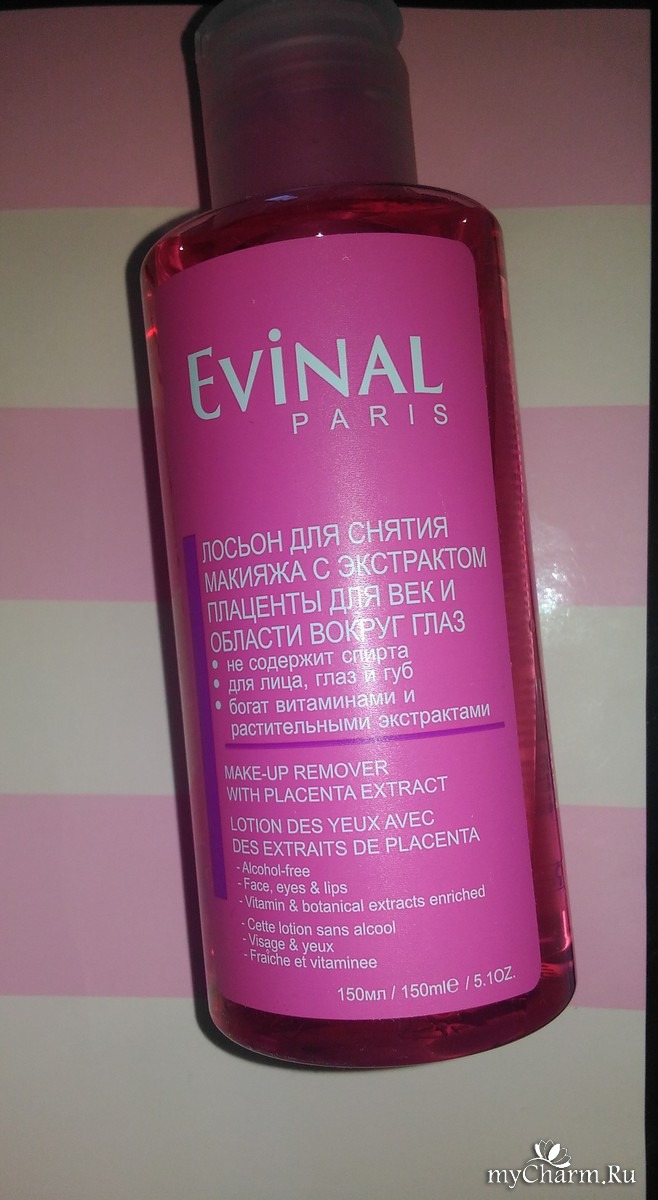 EViNAL
PARIS
ЛОСЬОН ДЛЯ СНЯТИЯ
МАКИЯЖА С ЭКСТРАКТОМ
ПЛАЦЕНТЫ ДЛЯ ВЕК И
ОБЛАСТИ ВОКРУГ ГЛАЗ
• не содержит спирта
• для лица, глаз и губ
• богат витаминами и
растительными экстрактами
MAKE-UP REMOVER
WITH PLACENTA EXTRACT
LOTION DES YEUX AVEC
DES EXTRAITS DE PLACENTA
- Alcohol-free
- Face, eyes & lips
- Vitamin & botanical extracts enriched
- Cette lotion sans alcool
- Visage & yeux
- Fraîche et vitaminee
150мл / 150ml℮ / 5.1OZ.
myCharm.Ru